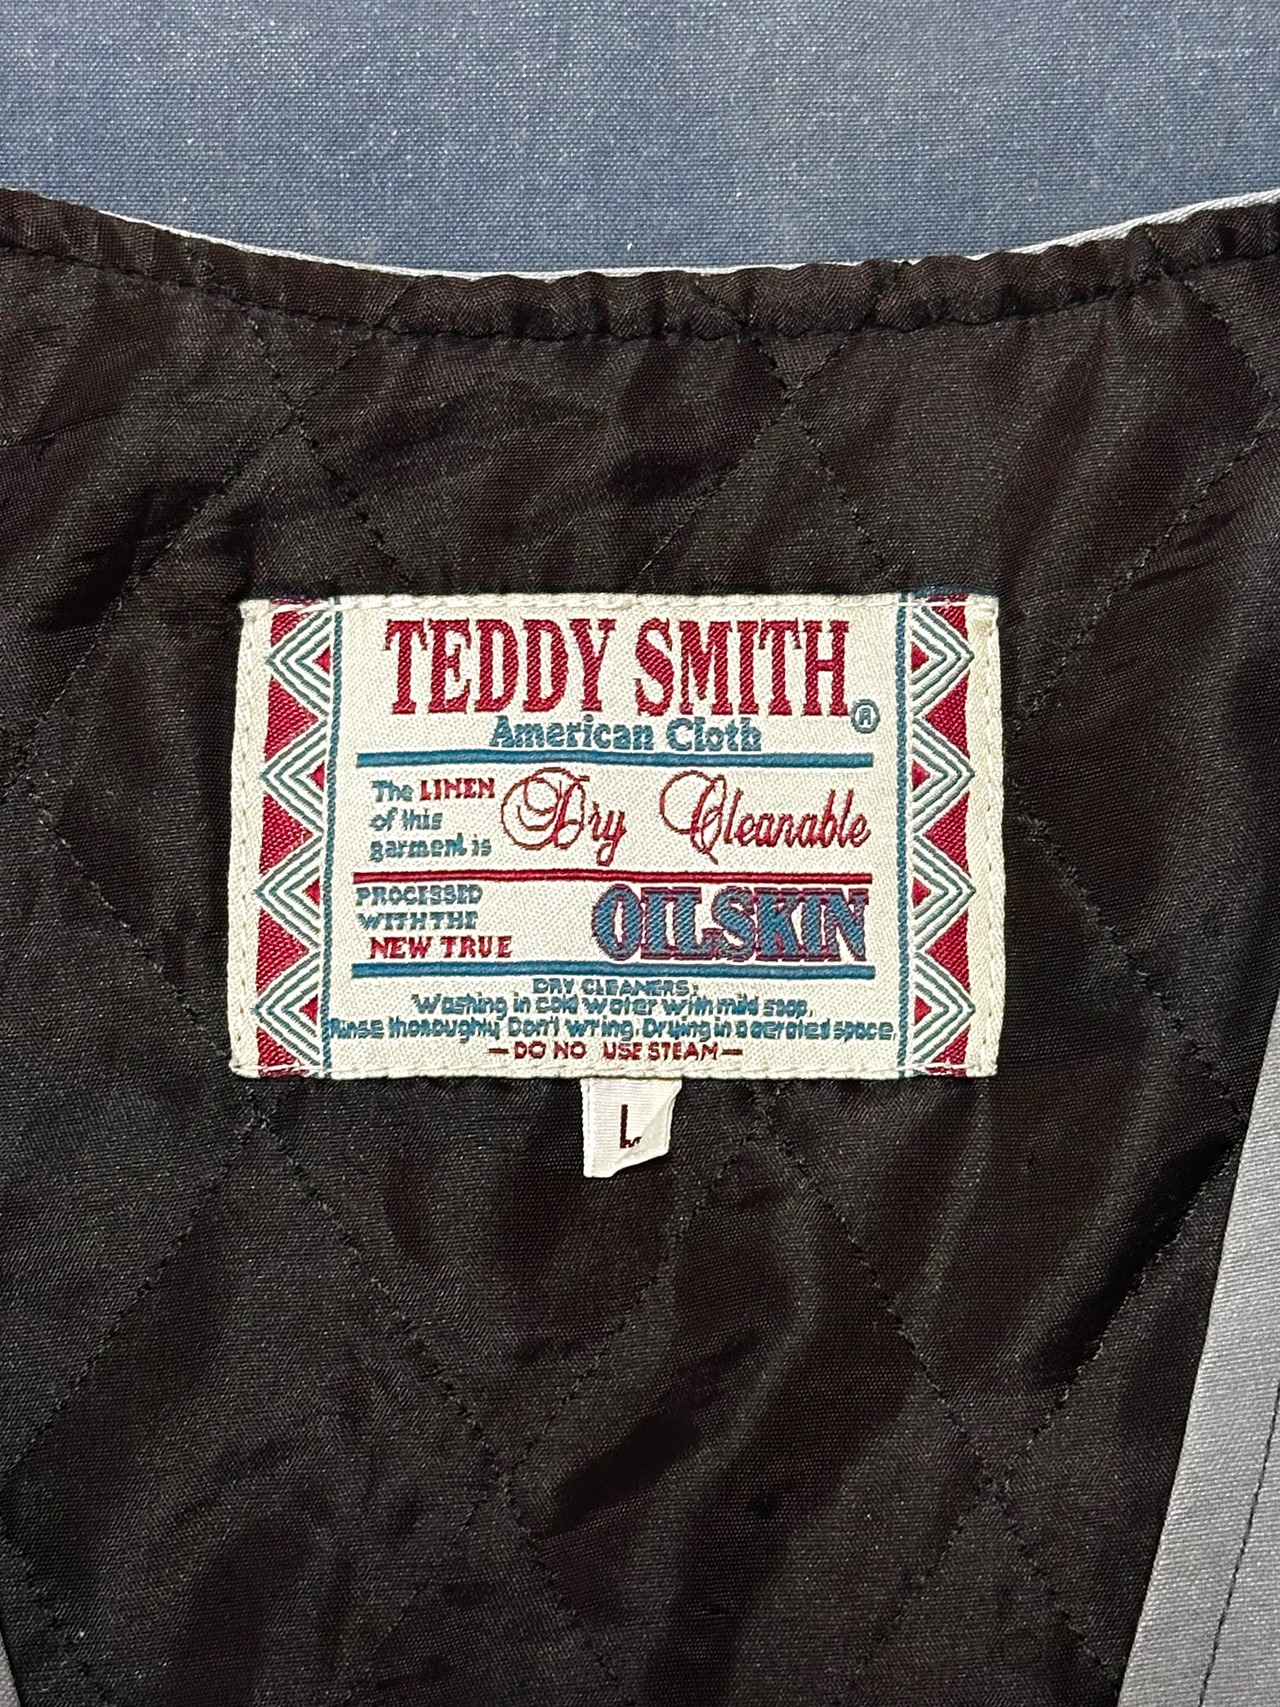 TEDDY SMITH ®
American Cloth
The LINEN
of this
garment is
Dry Cleanable
PROCESSED
WITH THE
NEW TRUE
OILSKIN
DRY CLEANERS:
Washing in cold water with mild soap,
Rinse thoroughly Don't wring. Drying in a aerated space
—DO NO USE STEAM—
L